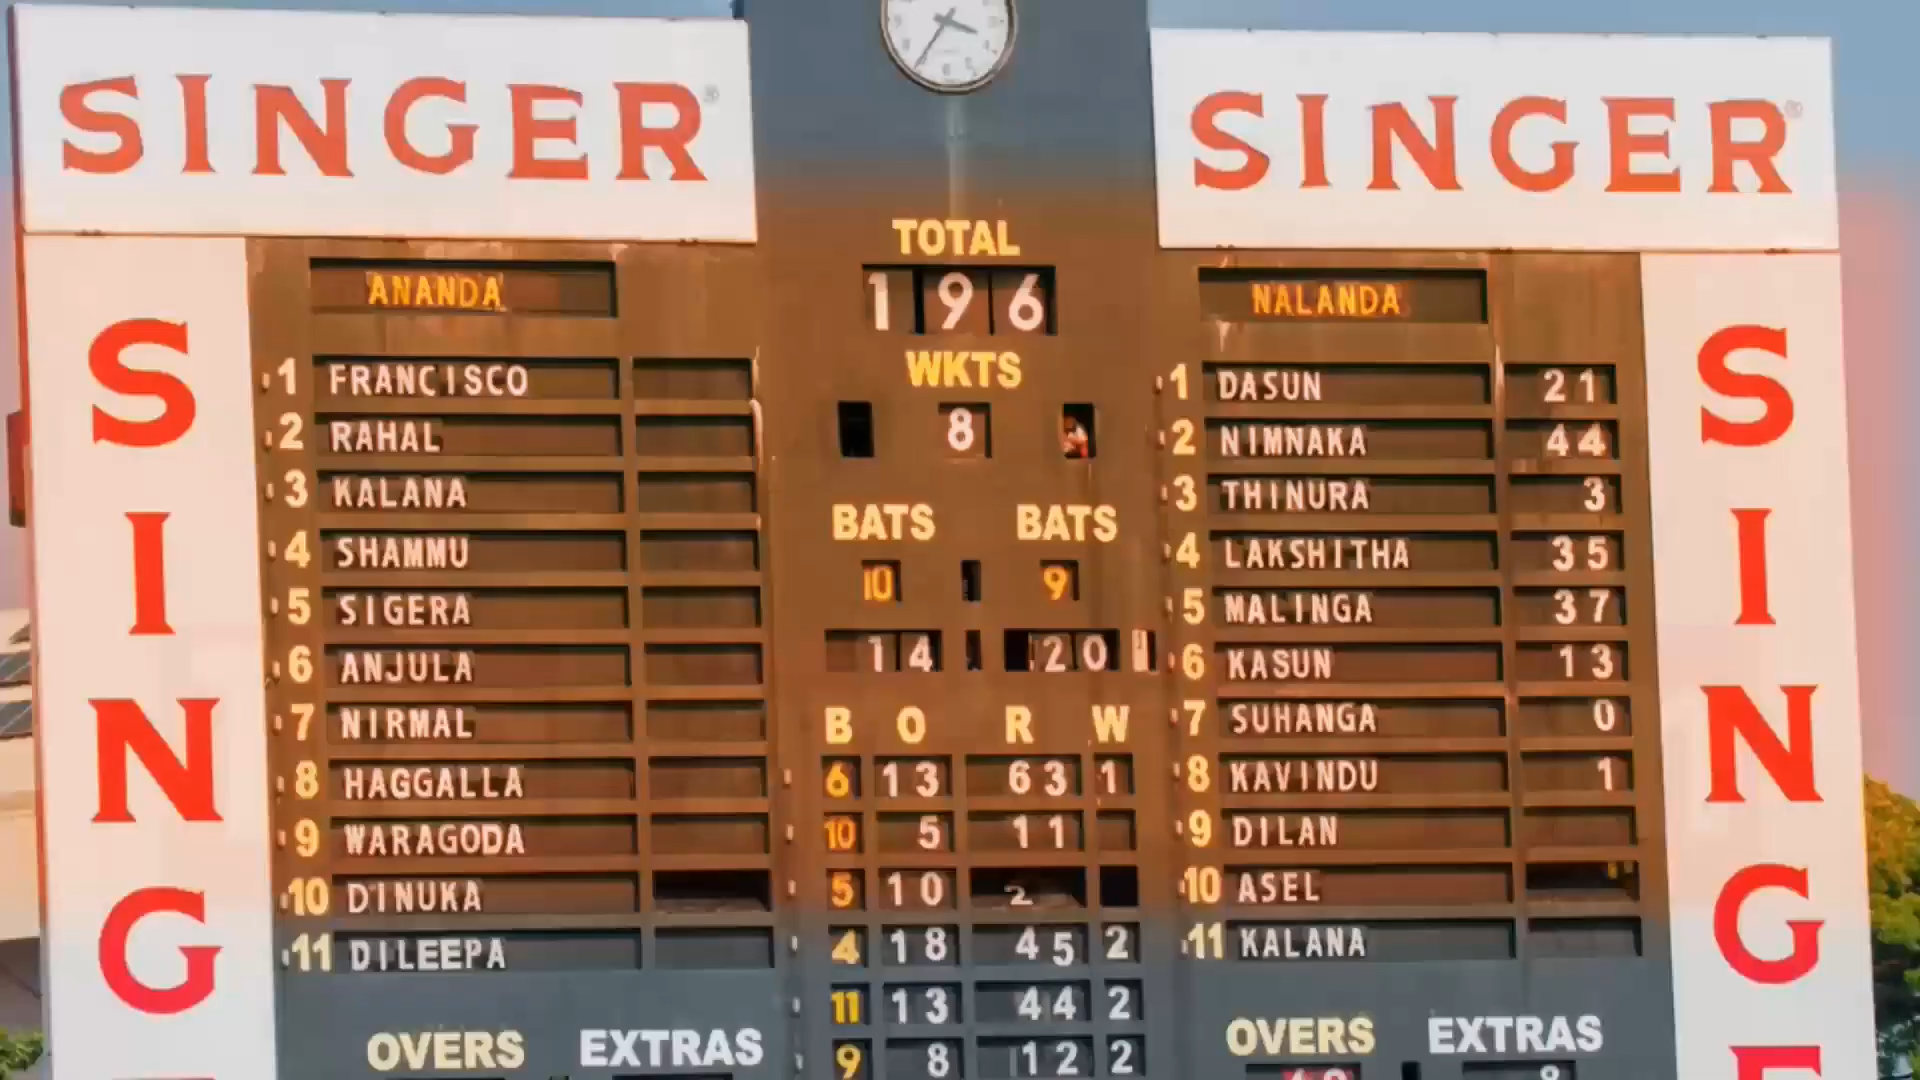 SINGER®
SINGER®
SING
SING
TOTAL
196
WKTS
8
BATS BATS
10 9
14 20
B O R W
6 13 63 1
10 5 11
5 10 2
4 18 45 2
11 13 44 2
9 8 12 2
ANANDA
1 FRANCISCO
2 RAHAL
3 KALANA
4 SHAMMU
5 SIGERA
6 ANJULA
7 NIRMAL
8 HAGGALLA
9 WARAGODA
10 DINUKA
11 DILEEPA
OVERS EXTRAS
NALANDA
1 DASUN 21
2 NIMNAKA 44
3 THINURA 3
4 LAKSHITHA 35
5 MALINGA 37
6 KASUN 13
7 SUHANGA 0
8 KAVINDU 1
9 DILAN
10 ASEL
11 KALANA
OVERS EXTRAS